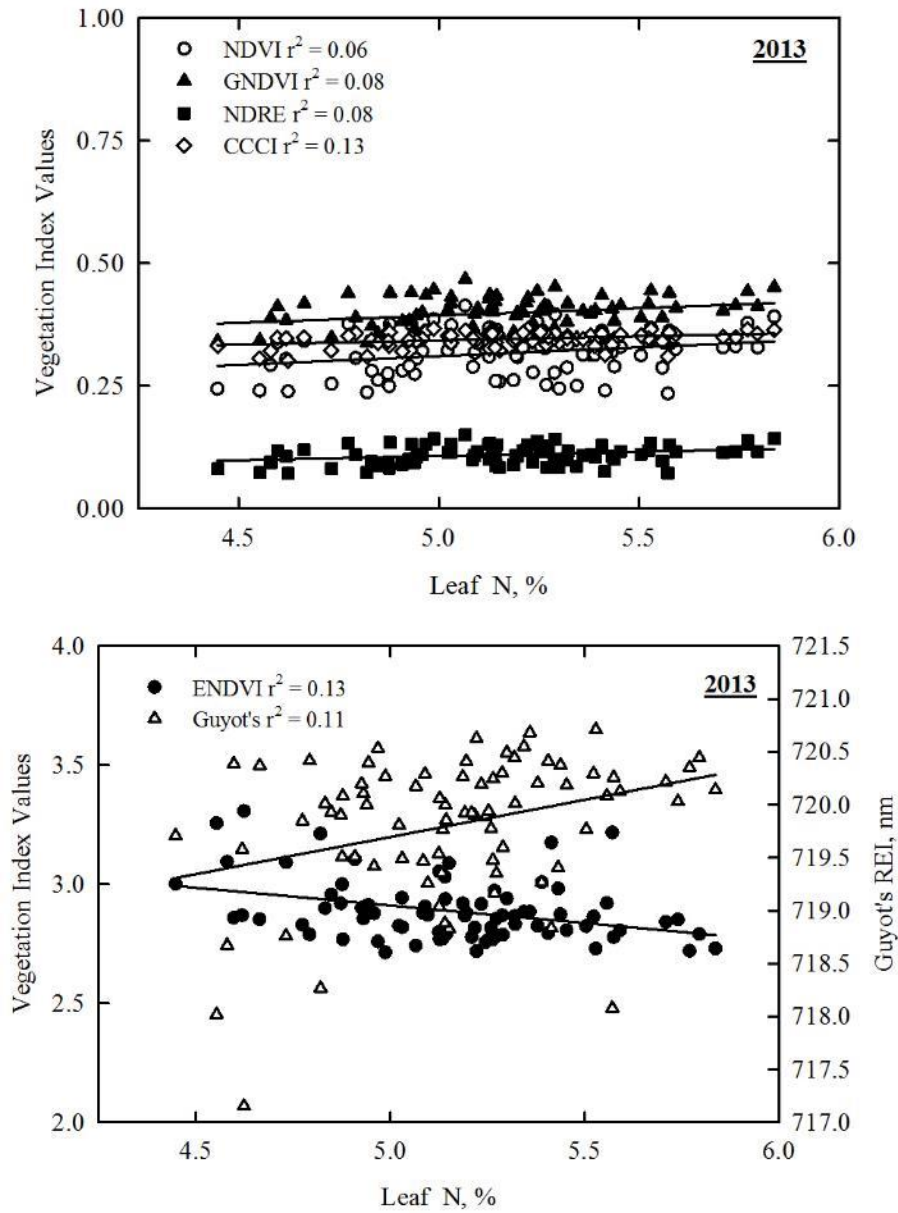 1.00
0.75
0.50
0.25
0.00
Vegetation Index Values
NDVI r² = 0.06
GNDVI r² = 0.08
NDRE r² = 0.08
CCCI r² = 0.13
2013
4.5 5.0 5.5 6.0
Leaf N, %
4.0
3.5
3.0
2.5
2.0
Vegetation Index Values
ENDVI r² = 0.13
Guyot's r² = 0.11
2013
721.5
721.0
720.5
720.0
719.5
719.0
718.5
718.0
717.5
717.0
Guyot's REI, nm
4.5 5.0 5.5 6.0
Leaf N, %